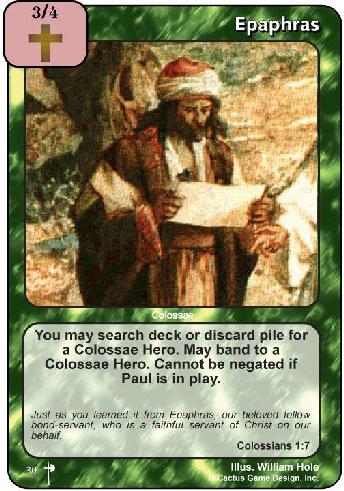 3/4
Epaphras
Colossae
You may search deck or discard pile for
a Colossae Hero. May band to a
Colossae Hero. Cannot be negated if
Paul is in play.
Just as you learned it from Epaphras, our beloved fellow
bond-servant, who is a faithful servant of Christ on our
behalf.
Colossians 1:7
Illus. William Hole
© Cactus Game Design, Inc.